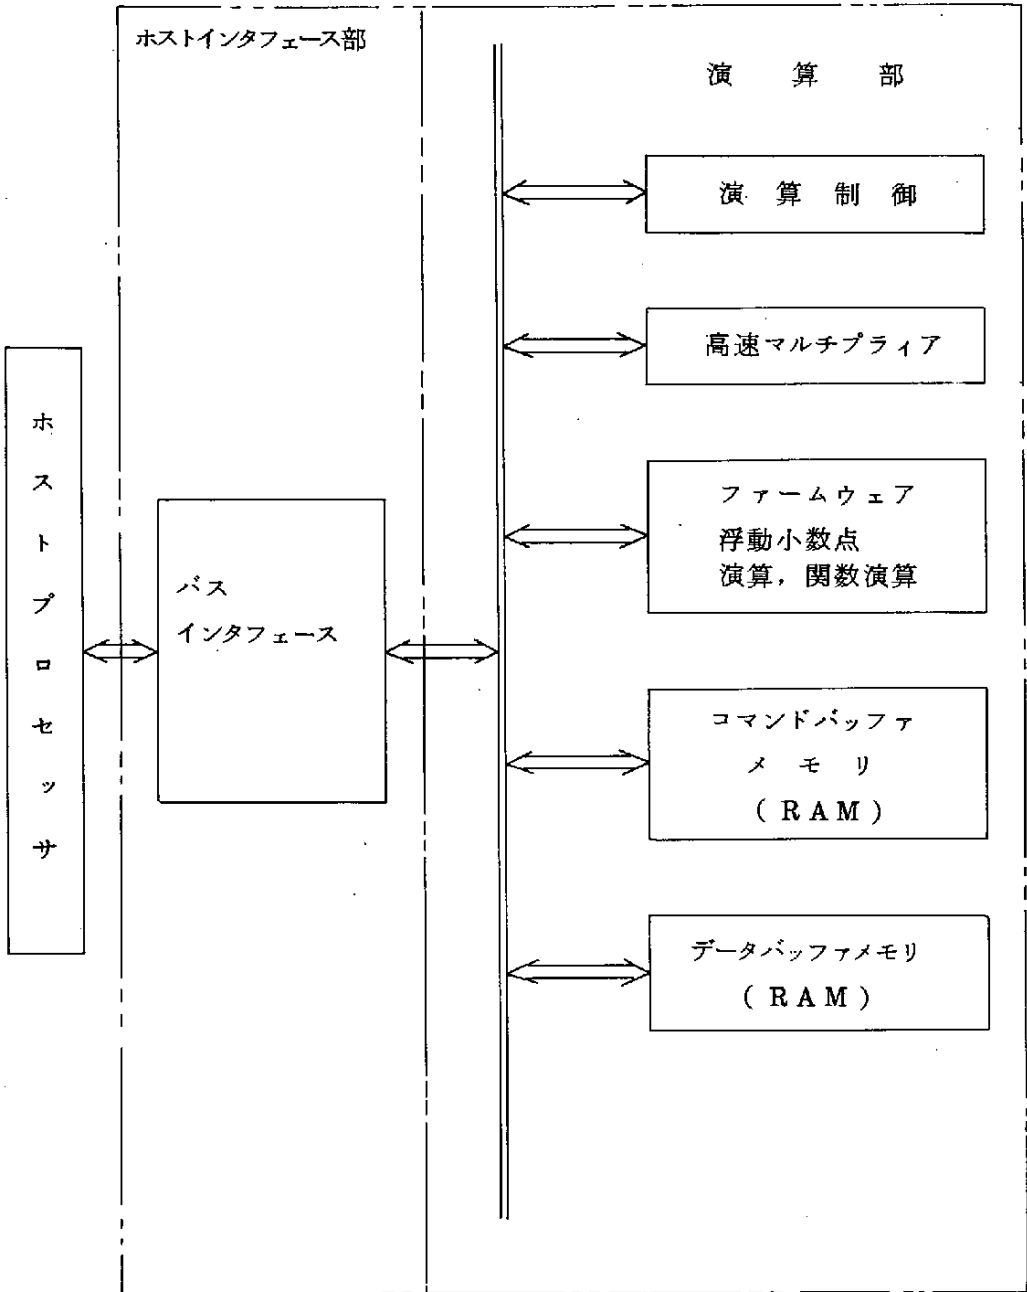 ホストインタフェース部
演算部
演算制御
高速マルチプライア
ファームウェア
浮動小数点
演算，関数演算
コマンドバッファ
メモリ
(RAM)
データバッファメモリ
(RAM)
バス
インタフェース
ホストプロセッサ